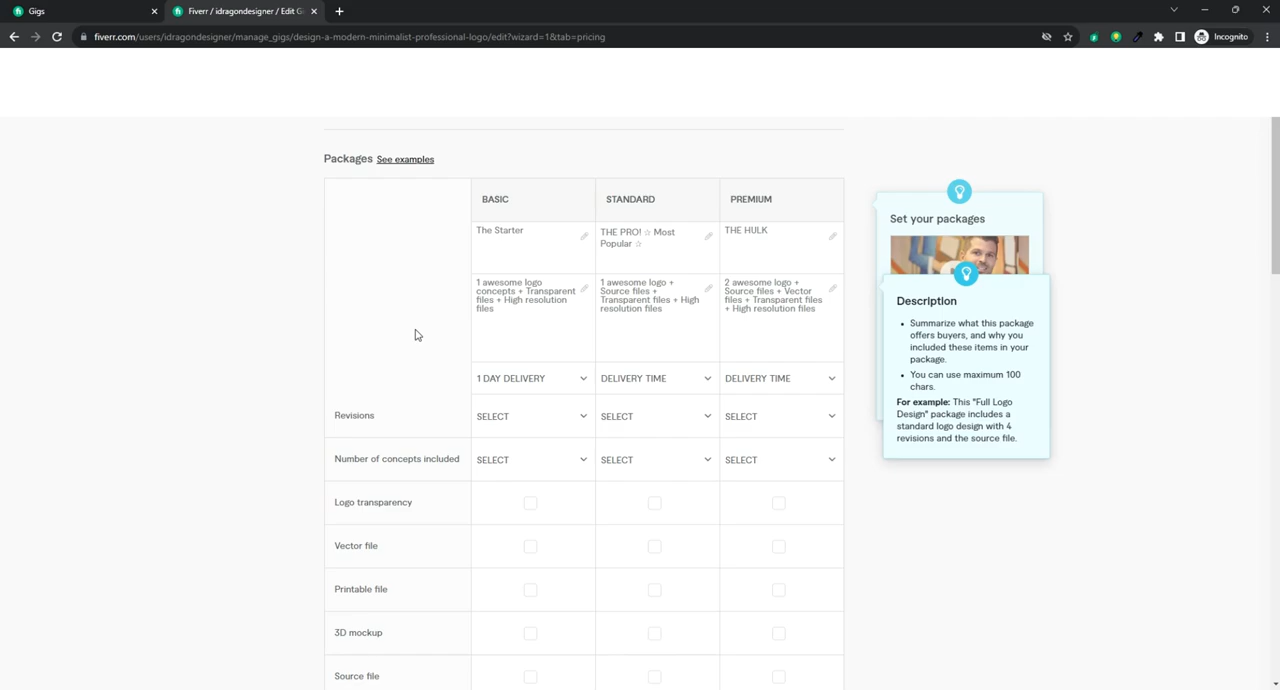 Gigs
Fiverr / idragondesigner / Edit G
fiverr.com/users/idragondesigner/manage_gigs/design-a-modern-minimalist-professional-logo/edit?wizard=1&tab=pricing
Incognito
Packages See examples
BASIC STANDARD PREMIUM
The Starter
THE PRO! ☆ Most
Popular ☆
THE HULK
1 awesome logo
concepts + Transparent
files + High resolution
files
1 awesome logo +
Source files +
Transparent files + High
resolution files
2 awesome logo +
Source files + Vector
files + Transparent files
+ High resolution files
1 DAY DELIVERY DELIVERY TIME DELIVERY TIME
Revisions SELECT SELECT SELECT
Number of concepts included SELECT SELECT SELECT
Logo transparency
Vector file
Printable file
3D mockup
Source file
Set your packages
Description
• Summarize what this package
offers buyers, and why you
included these items in your
package.
• You can use maximum 100
chars.
For example: This "Full Logo
Design" package includes a
standard logo design with 4
revisions and the source file.